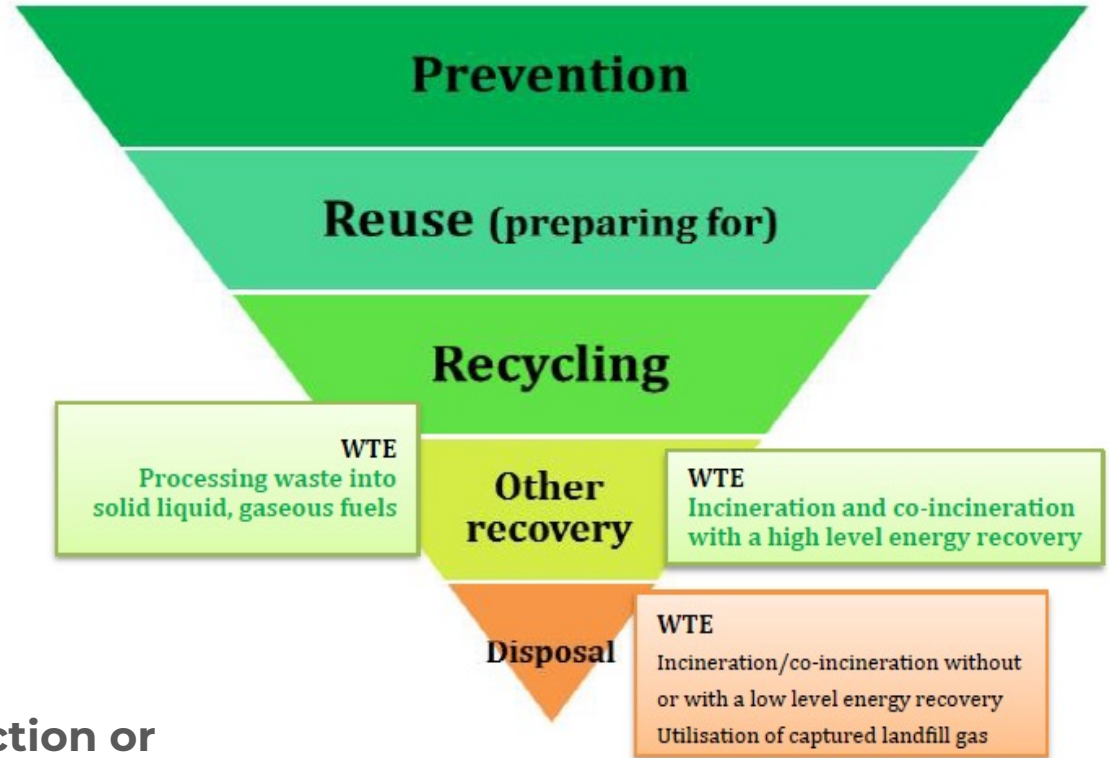 Prevention
Reuse (preparing for)
Recycling
WTE
Processing waste into
solid liquid, gaseous fuels
Other
recovery
WTE
Incineration and co-incineration
with a high level energy recovery
Disposal
WTE
Incineration/co-incineration without
or with a low level energy recovery
Utilisation of captured landfill gas
ction or